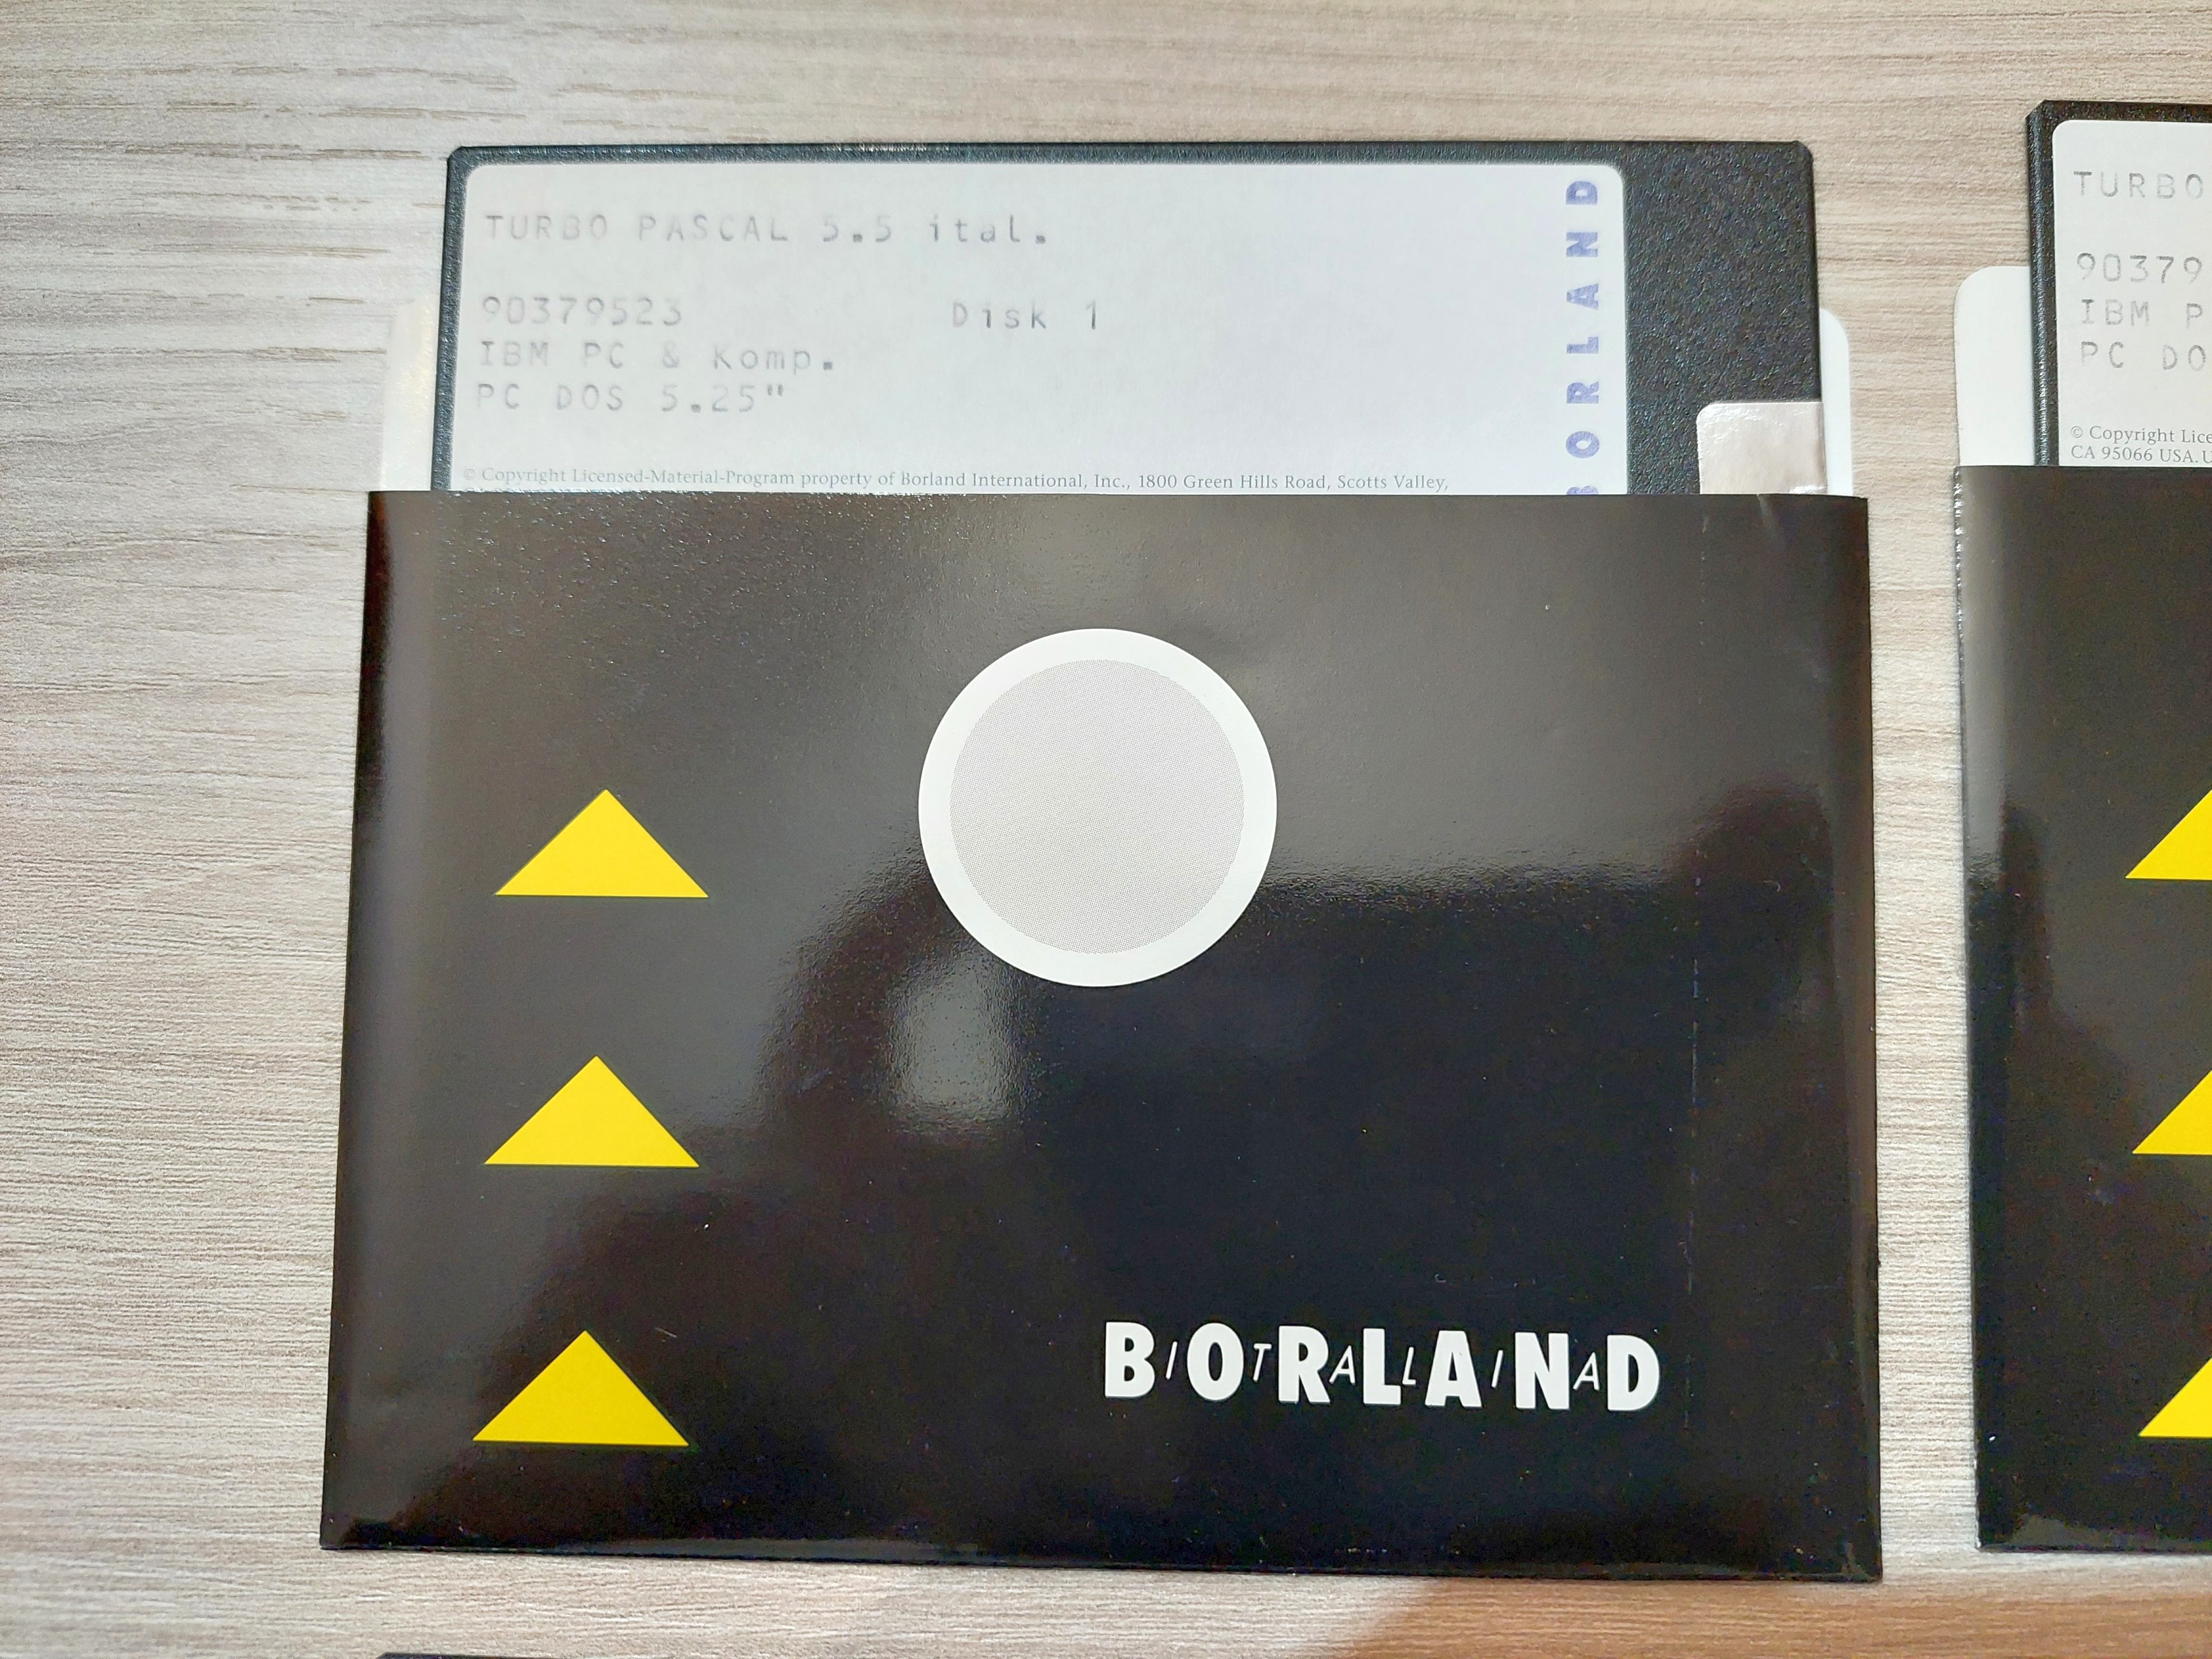 TURBO PASCAL 5.5 ital.
90379523 Disk 1
IBM PC & Komp.
PC DOS 5.25"
© Copyright Licensed-Material-Program property of Borland International, Inc., 1800 Green Hills Road, Scotts Valley,
BORLAND
BORLAND
ITALIA
TURBO
90379
IBM P
PC DO
© Copyright Lice
CA 95066 USA. U